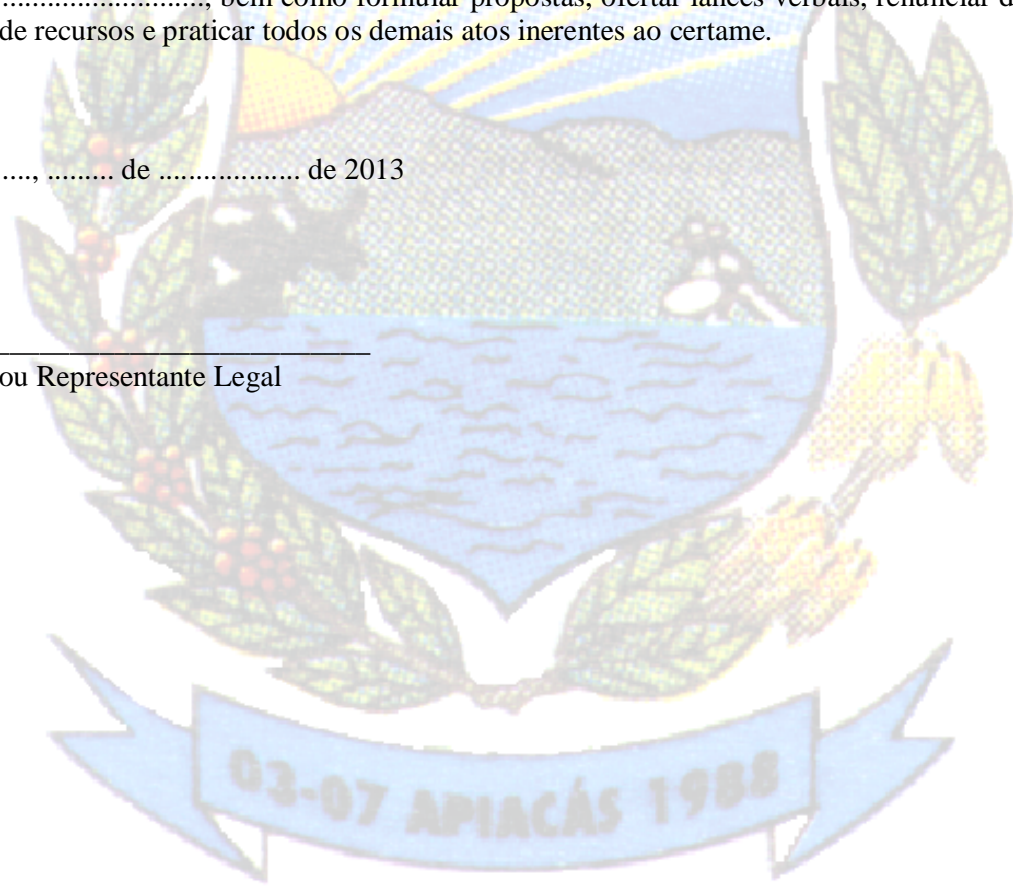 ............................, bem como formular propostas, ofertar lances verbais, renunciar d
de recursos e praticar todos os demais atos inerentes ao certame.
....., ......... de ................... de 2013
__________________________
ou Representante Legal
03-07 APIACÁS 1988